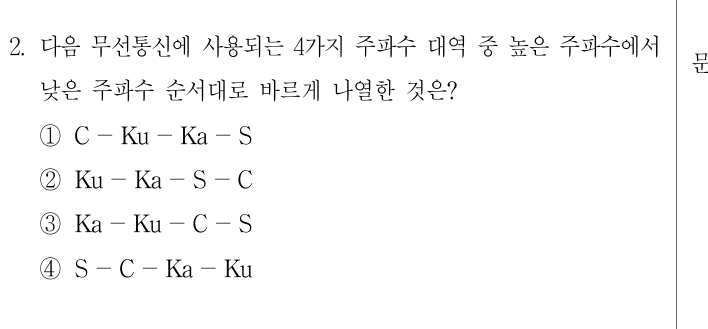 2. 다음 무선통신에 사용되는 4가지 주파수 대역 중 높은 주파수에서
낮은 주파수 순서대로 바르게 나열한 것은?
① C - Ku - Ka - S
② Ku - Ka - S - C
③ Ka - Ku - C - S
④ S - C - Ka - Ku
문